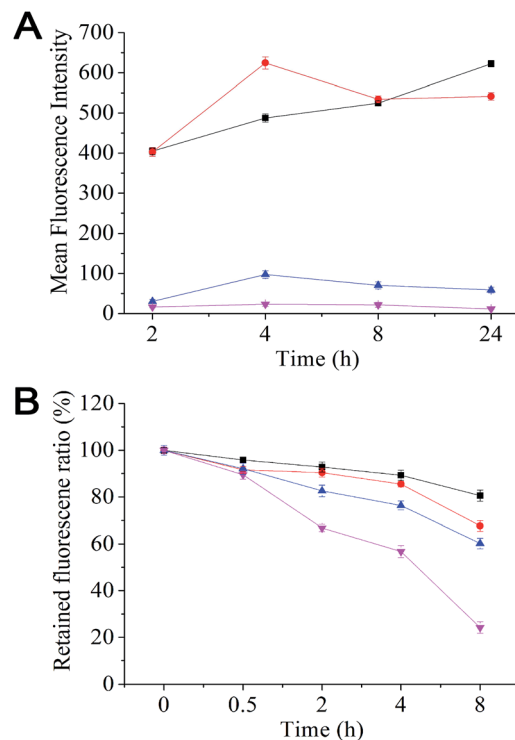 A
Mean Fluorescence Intensity
700
600
500
400
300
200
100
0
2 4 8 24
Time (h)
B
Retained fluorescene ratio (%)
120
100
80
60
40
20
0
0 0.5 2 4 8
Time (h)